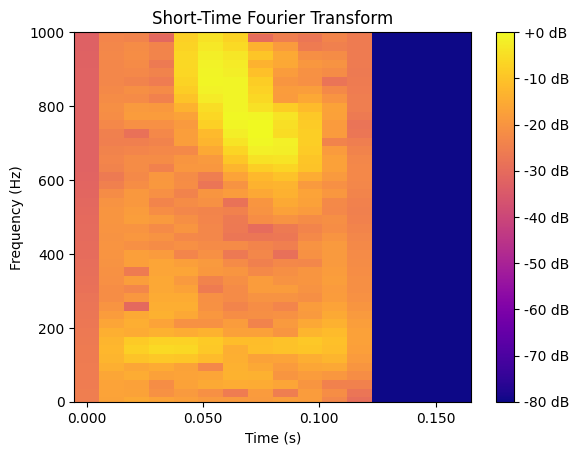 Short-Time Fourier Transform
1000
800
600
400
200
0
Frequency (Hz)
0.000
0.050
0.100
0.150
Time (s)
+0 dB
-10 dB
-20 dB
-30 dB
-40 dB
-50 dB
-60 dB
-70 dB
-80 dB